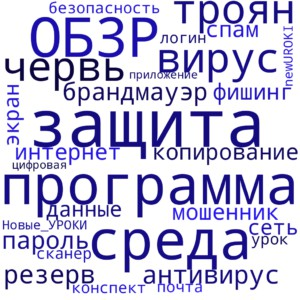 безопасность
троян
ОБЗР
логин
спам
вирус
newUROKI
червь
приложение
брандмауэр
фишинг
экран
защита
интернет
копирование
цифровая
программа
данные
мошенник
Новые_УРОКИ
среда
сеть
пароль
сканер
урок
резерв
антивирус
конспект
почта